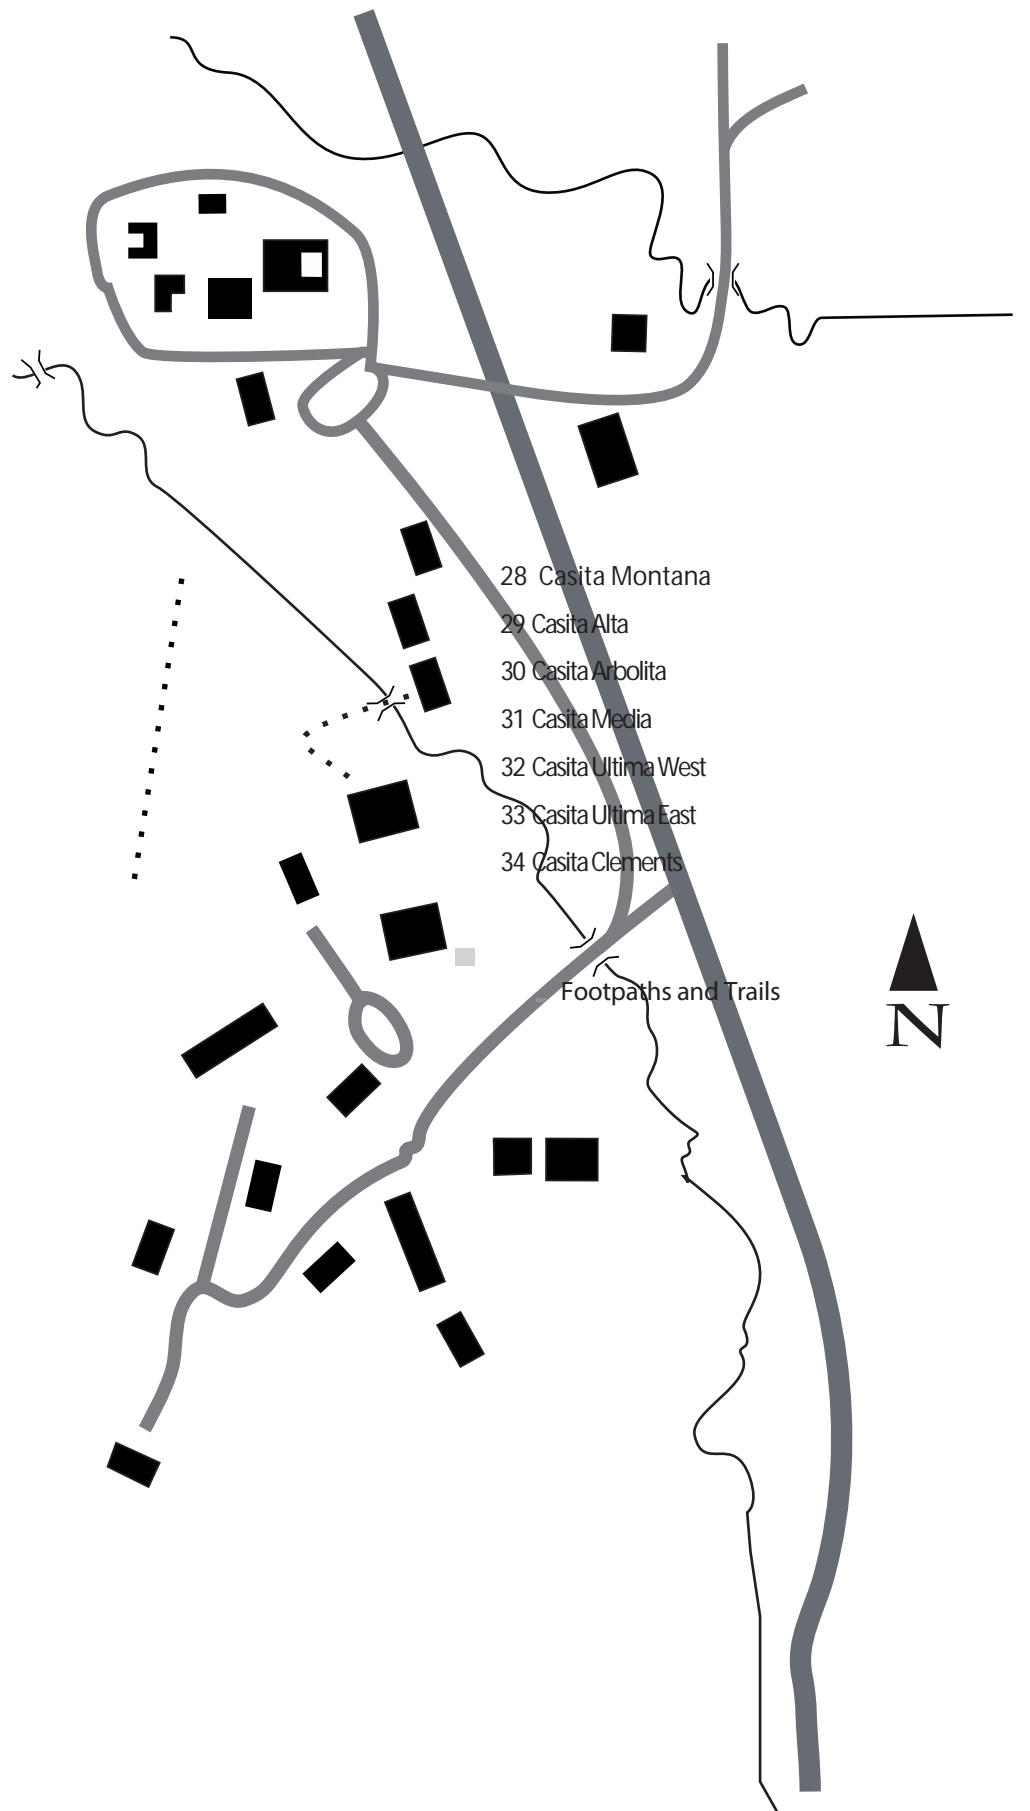 28 Casita Montana
29 Casita Alta
30 Casita Arbolita
31 Casita Media
32 Casita Ultima West
33 Casita Ultima East
34 Casita Clements
Footpaths and Trails
N